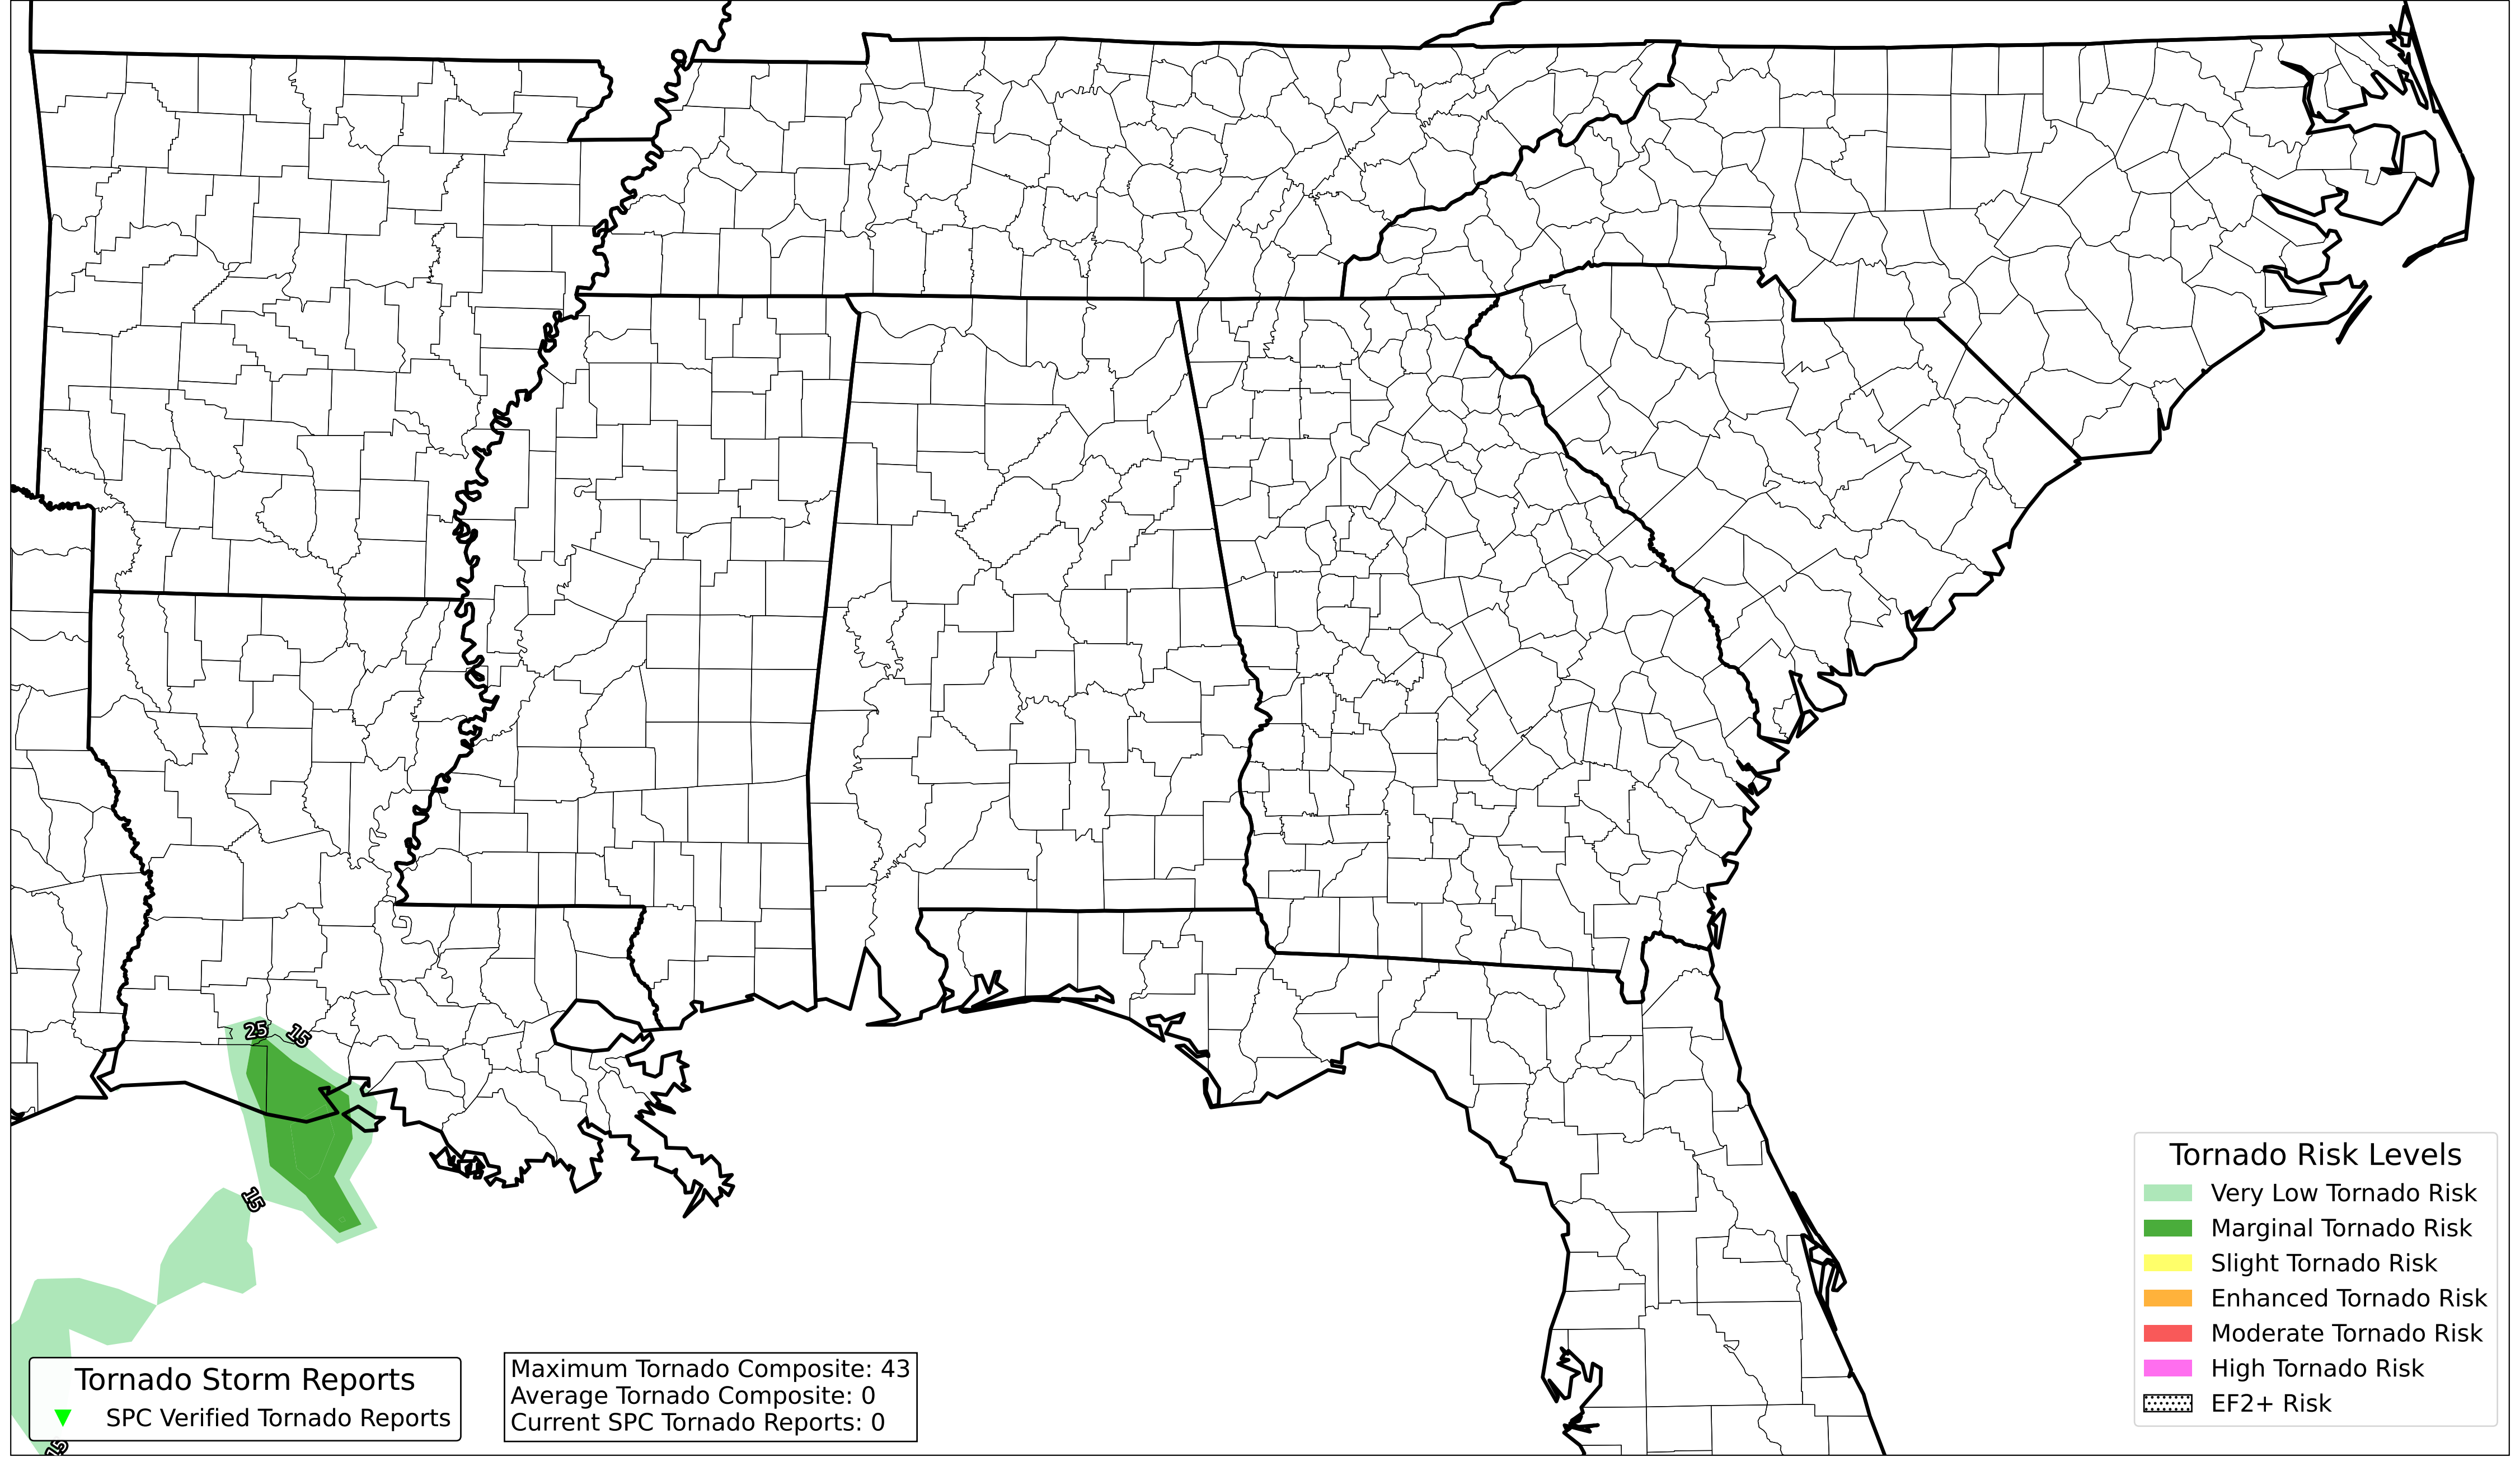 25
15
15
15
Tornado Storm Reports
SPC Verified Tornado Reports
Maximum Tornado Composite: 43
Average Tornado Composite: 0
Current SPC Tornado Reports: 0
Tornado Risk Levels
Very Low Tornado Risk
Marginal Tornado Risk
Slight Tornado Risk
Enhanced Tornado Risk
Moderate Tornado Risk
High Tornado Risk
EF2+ Risk